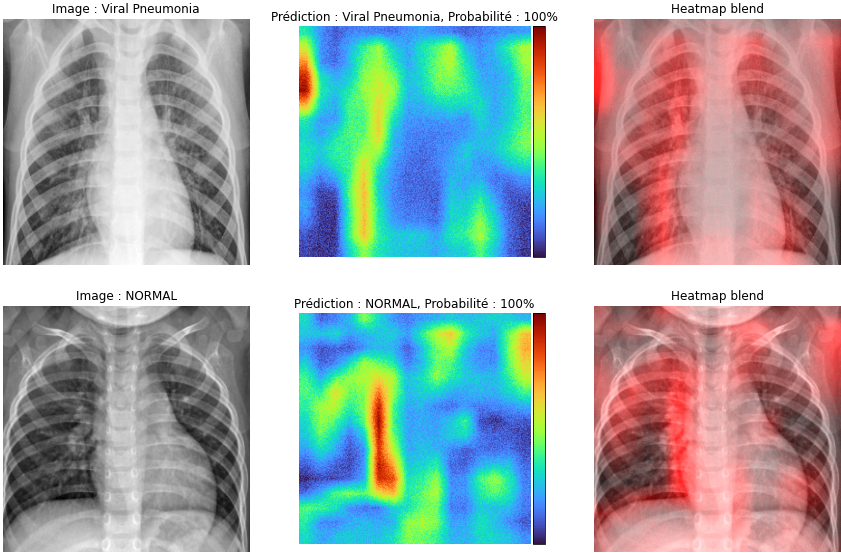 Image : Viral Pneumonia
Prédiction : Viral Pneumonia, Probabilité : 100%
Heatmap blend
Image : NORMAL
Prédiction : NORMAL, Probabilité : 100%
Heatmap blend